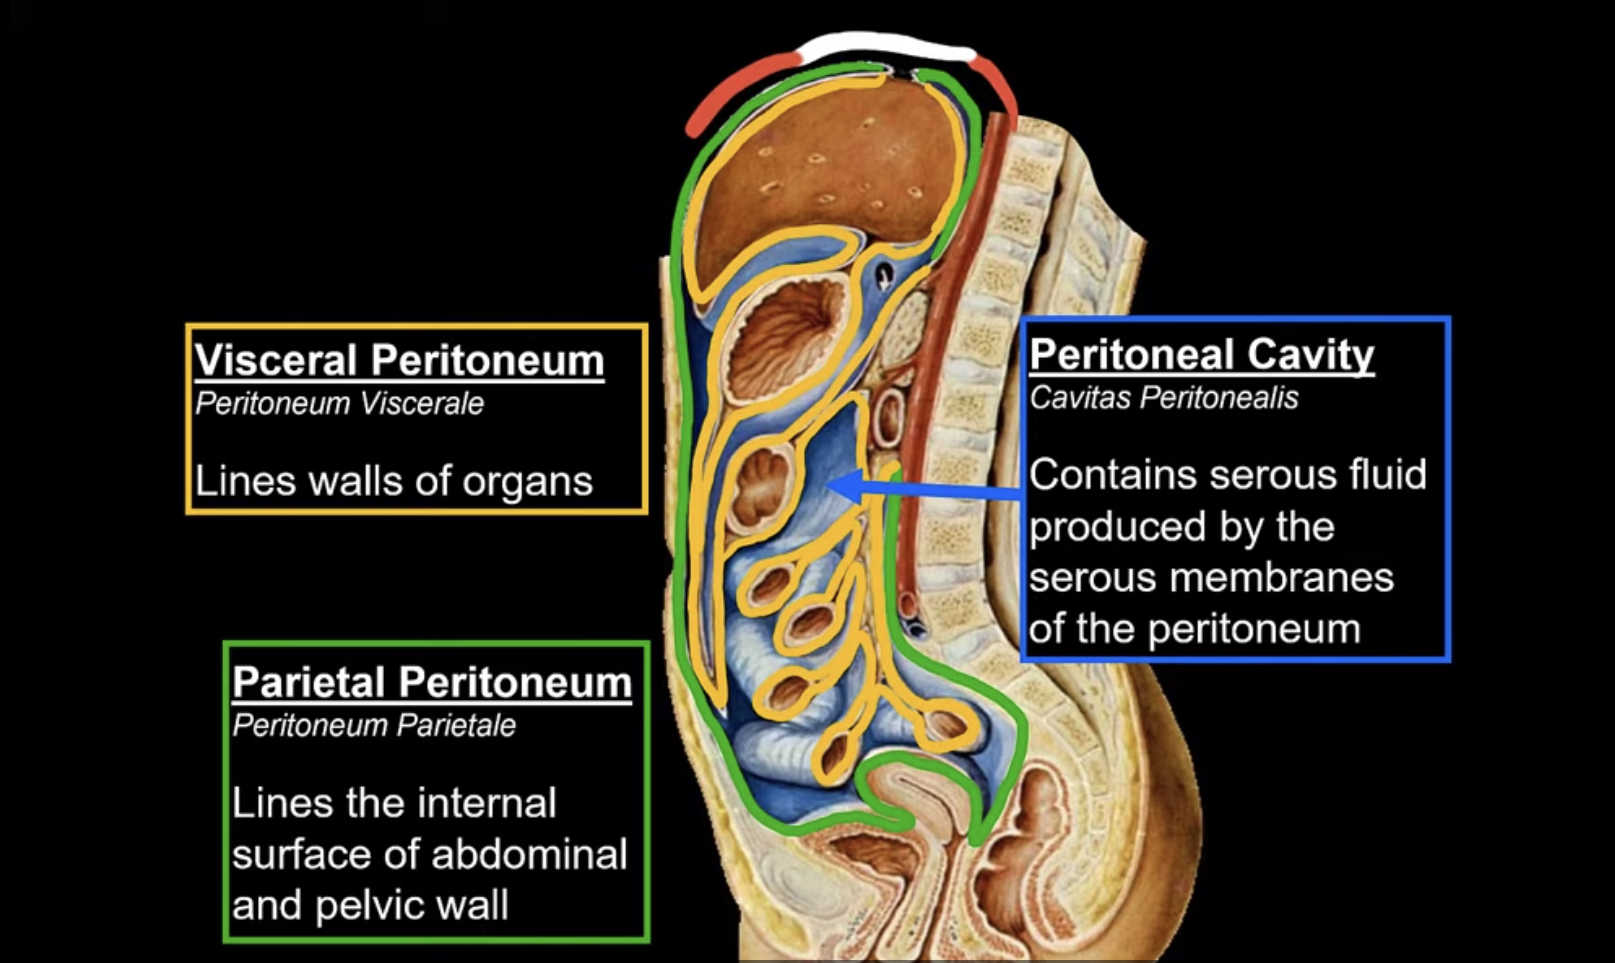 Visceral Peritoneum
Peritoneum Viscerale
Lines walls of organs
Parietal Peritoneum
Peritoneum Parietale
Lines the internal
surface of abdominal
and pelvic wall
Peritoneal Cavity
Cavitas Peritonealis
Contains serous fluid
produced by the
serous membranes
of the peritoneum